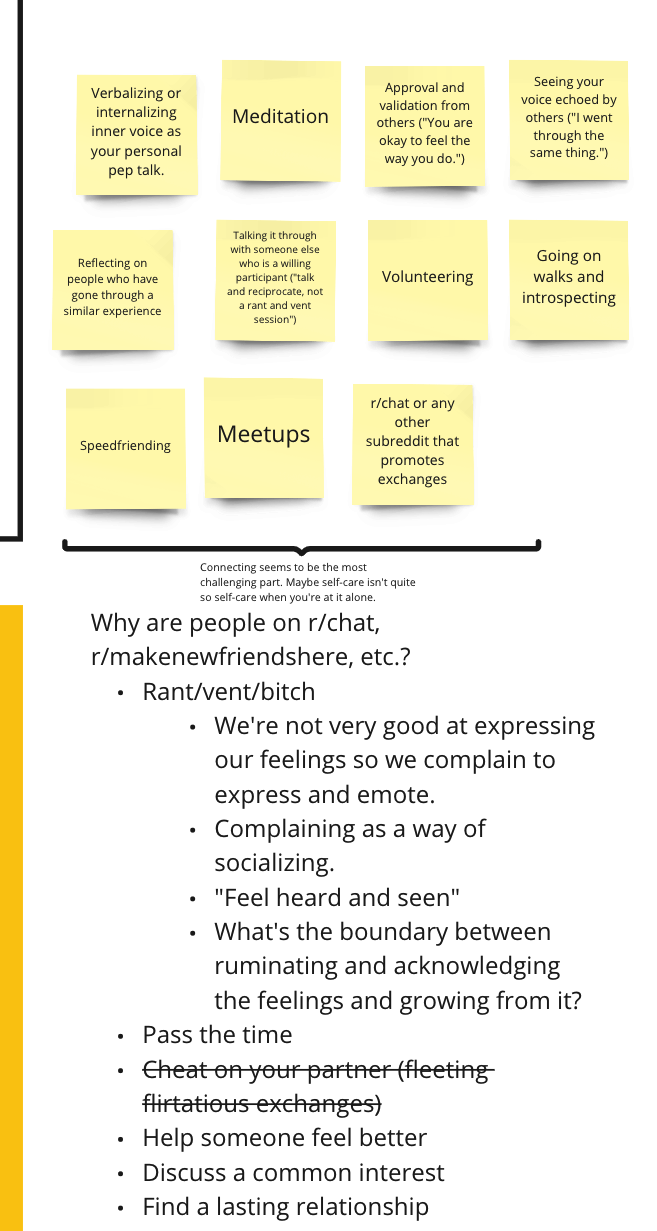 Verbalizing or
internalizing
inner voice as
your personal
pep talk.
Meditation
Approval and
validation from
others ("You are
okay to feel the
way you do.")
Seeing your
voice echoed by
others ("I went
through the
same thing.")
Reflecting on
people who have
gone through a
similar experience
Talking it through
with someone else
who is a willing
participant ("talk
and reciprocate, not
a rant and vent
session")
Volunteering
Going on
walks and
introspecting
Speedfriending
Meetups
r/chat or any
other
subreddit that
promotes
exchanges
Connecting seems to be the most
challenging part. Maybe self-care isn't quite
so self-care when you're at it alone.
Why are people on r/chat,
r/makenewfriendshere, etc.?
• Rant/vent/bitch
• We're not very good at expressing
our feelings so we complain to
express and emote.
• Complaining as a way of
socializing.
• "Feel heard and seen"
• What's the boundary between
ruminating and acknowledging
the feelings and growing from it?
• Pass the time
• Cheat on your partner (fleeting
flirtatious exchanges)
• Help someone feel better
• Discuss a common interest
• Find a lasting relationship